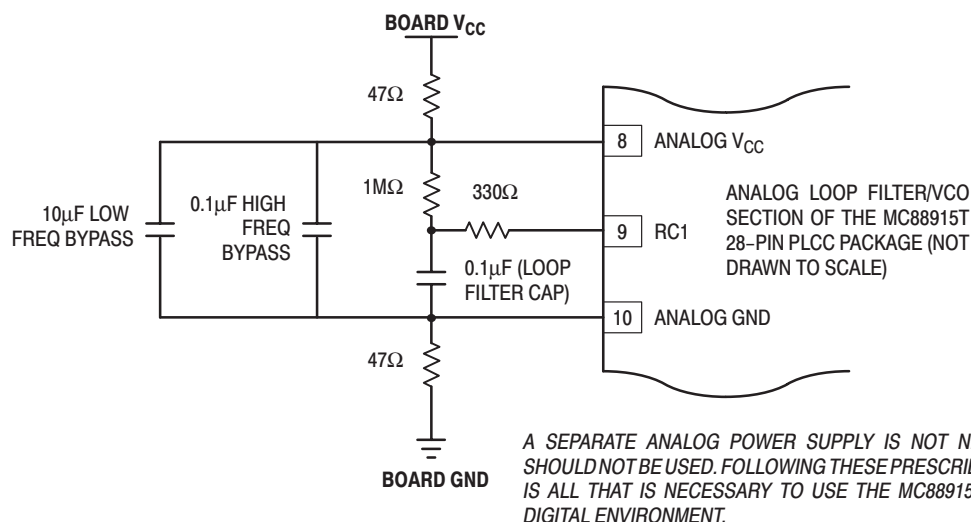 BOARD VCC
47Ω
8 ANALOG VCC
1MΩ
330Ω
10μF LOW
FREQ BYPASS
0.1μF HIGH
FREQ
BYPASS
9 RC1
ANALOG LOOP FILTER/VCO
SECTION OF THE MC88915T
28–PIN PLCC PACKAGE (NOT
DRAWN TO SCALE)
0.1μF (LOOP
FILTER CAP)
10 ANALOG GND
47Ω
BOARD GND
A SEPARATE ANALOG POWER SUPPLY IS NOT
SHOULD NOT BE USED. FOLLOWING THESE
IS ALL THAT IS NECESSARY TO USE THE MC88915
DIGITAL ENVIRONMENT.